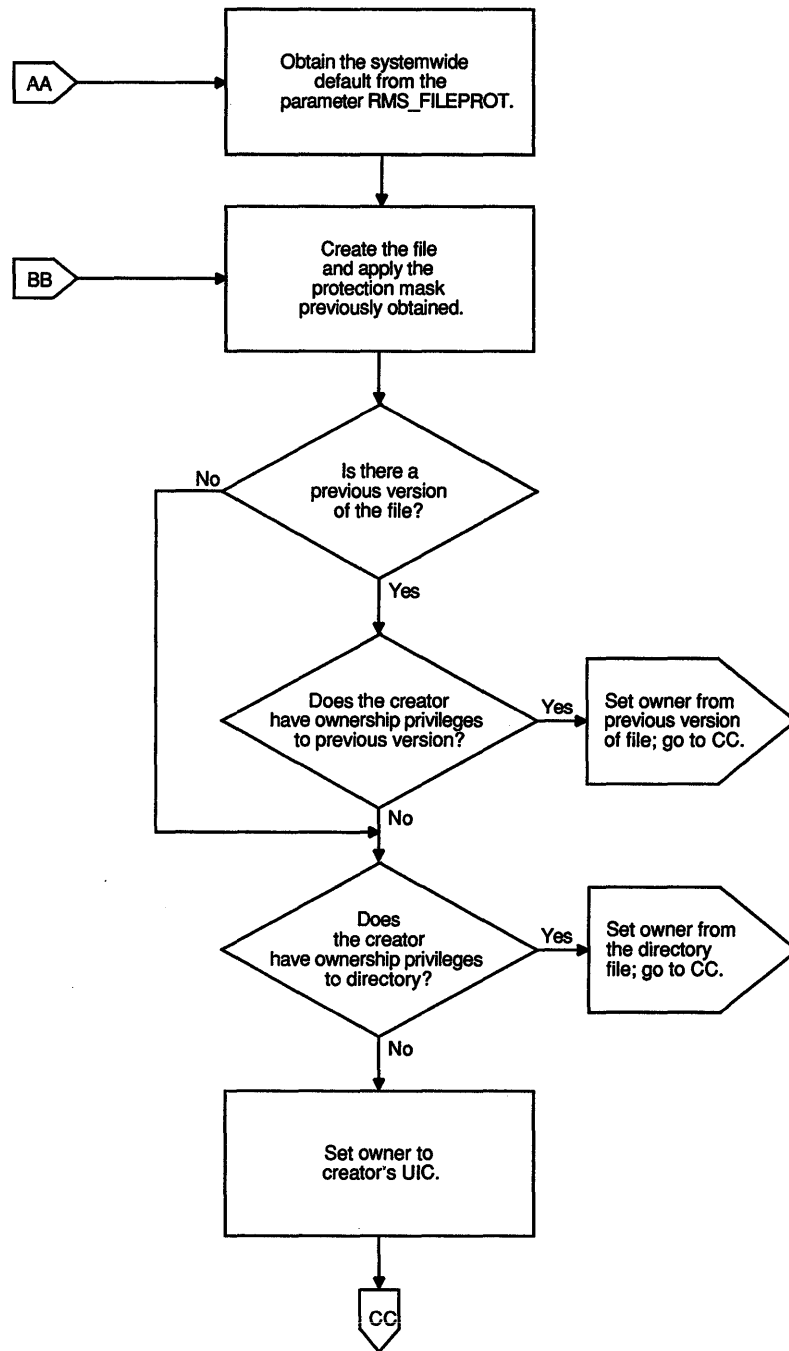 AA
Obtain the systemwide
default from the
parameter RMS_FILEPROT.
BB
Create the file
and apply the
protection mask
previously obtained.
Is there a
previous version
of the file?
No
Yes
Does the creator
have ownership privileges
to previous version?
Yes
Set owner from
previous version
of file; go to CC.
No
Does
the creator
have ownership privileges
to directory?
Yes
Set owner from
the directory
file; go to CC.
No
Set owner to
creator's UIC.
CC